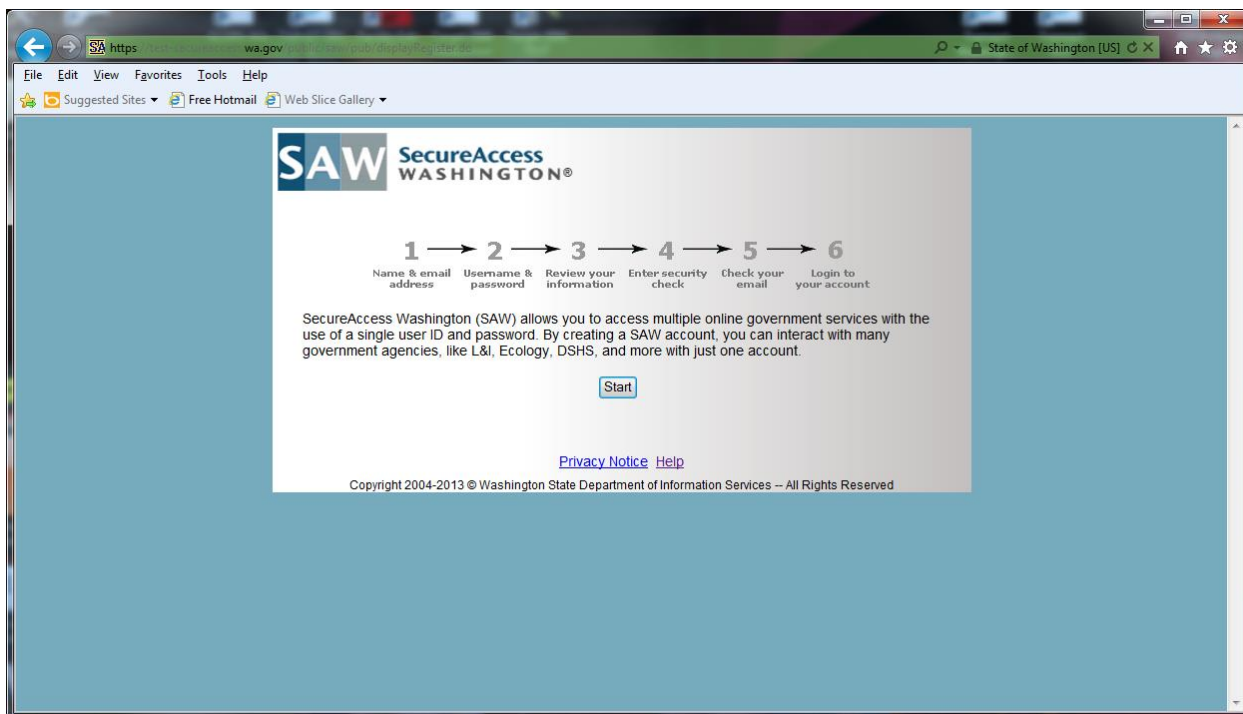 SA https wa.gov State of Washington [US]
File Edit View Favorites Tools Help
Suggested Sites Free Hotmail Web Slice Gallery
SAW SecureAccess
WASHINGTON®
1 2 3 4 5 6
Name & email Username & Review your Enter security Check your Login to
address password information check email your account
SecureAccess Washington (SAW) allows you to access multiple online government services with the
use of a single user ID and password. By creating a SAW account, you can interact with many
government agencies, like L&I, Ecology, DSHS, and more with just one account.
Start
Privacy Notice Help
Copyright 2004-2013 © Washington State Department of Information Services -- All Rights Reserved